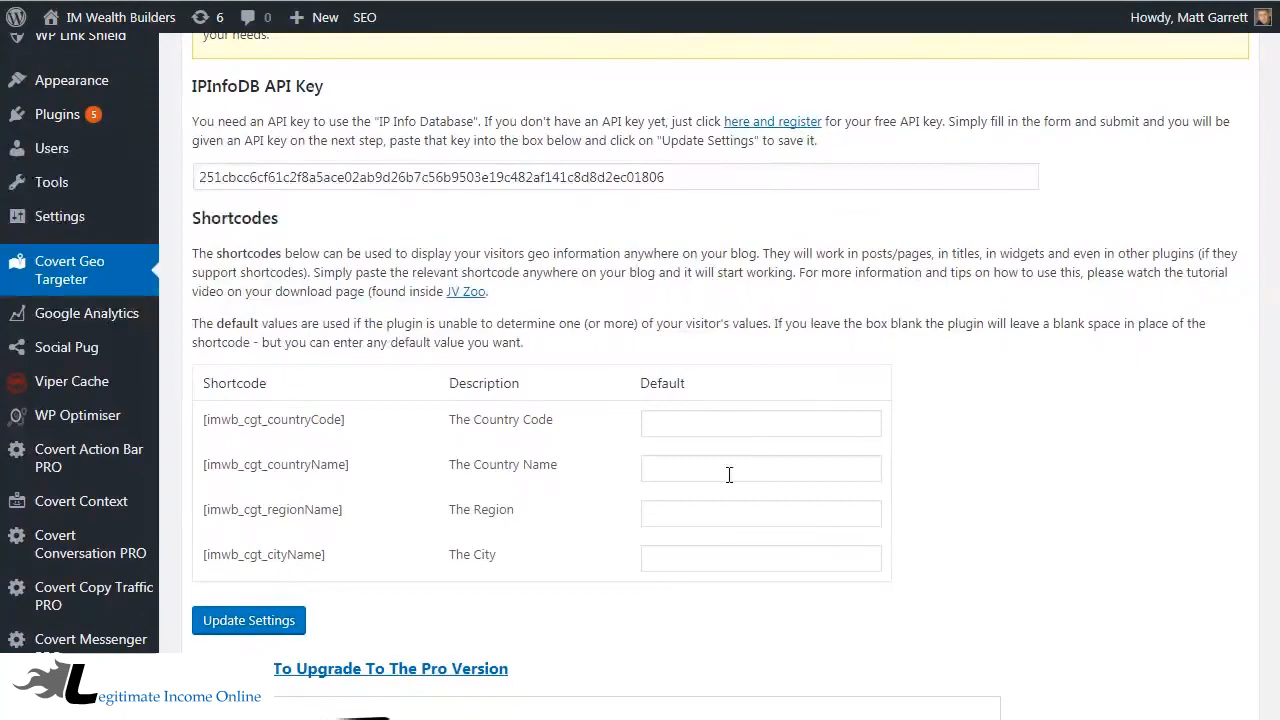 IM Wealth Builders 6 0 New SEO Howdy, Matt Garrett
WP Link Shield
Appearance
Plugins 5
Users
Tools
Settings
Covert Geo
Targeter
Google Analytics
Social Pug
Viper Cache
WP Optimiser
Covert Action Bar
PRO
Covert Context
Covert
Conversation PRO
Covert Copy Traffic
PRO
Covert Messenger
your needs.
IPInfoDB API Key
You need an API key to use the "IP Info Database". If you don't have an API key yet, just click here and register for your free API key. Simply fill in the form and submit and you will be
given an API key on the next step, paste that key into the box below and click on "Update Settings" to save it.
251cbcc6cf61c2f8a5ace02ab9d26b7c56b9503e19c482af141c8d8d2ec01806
Shortcodes
The shortcodes below can be used to display your visitors geo information anywhere on your blog. They will work in posts/pages, in titles, in widgets and even in other plugins (if they
support shortcodes). Simply paste the relevant shortcode anywhere on your blog and it will start working. For more information and tips on how to use this, please watch the tutorial
video on your download page (found inside JV Zoo.
The default values are used if the plugin is unable to determine one (or more) of your visitor's values. If you leave the box blank the plugin will leave a blank space in place of the
shortcode - but you can enter any default value you want.
Shortcode Description Default
[imwb_cgt_countryCode] The Country Code
[imwb_cgt_countryName] The Country Name
[imwb_cgt_regionName] The Region
[imwb_cgt_cityName] The City
Update Settings
To Upgrade To The Pro Version
Legitimate Income Online